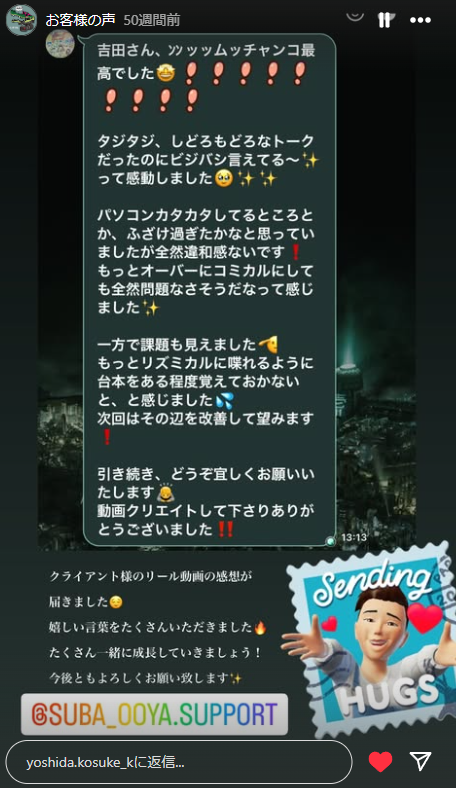 お客様の声 50週間前
吉田さん、ﾝﾝッッムッチャンコ最
高でした🤩❗❗❗❗❗
❗❗❗❗
タジタジ、しどろもどろなトーク
だったのにビジバシ言えてる〜✨
って感動しました🥹✨✨
パソコンカタカタしてるところと
か、ふざけ過ぎたかなと思ってい
ましたが全然違和感ないです❗
もっとオーバーにコミカルにして
も全然問題なさそうだなって感じ
ました✨
一方で課題も見えました🫡
もっとリズミカルに喋れるように
台本をある程度覚えておかない
と、と感じました💦
次回はその辺を改善して望みます
❗
引き続き、どうぞ宜しくお願いい
たします🙇
動画クリエイトして下さりありが
とうございました‼️
13:13
クライアント様のリール動画の感想が
届きました☺️
嬉しい言葉をたくさんいただきました🔥
たくさん一緒に成長していきましょう！
今後ともよろしくお願い致します✨
Sending
HUGS
@SUBA_OOYA.SUPPORT
yoshida.kosuke_kに返信...